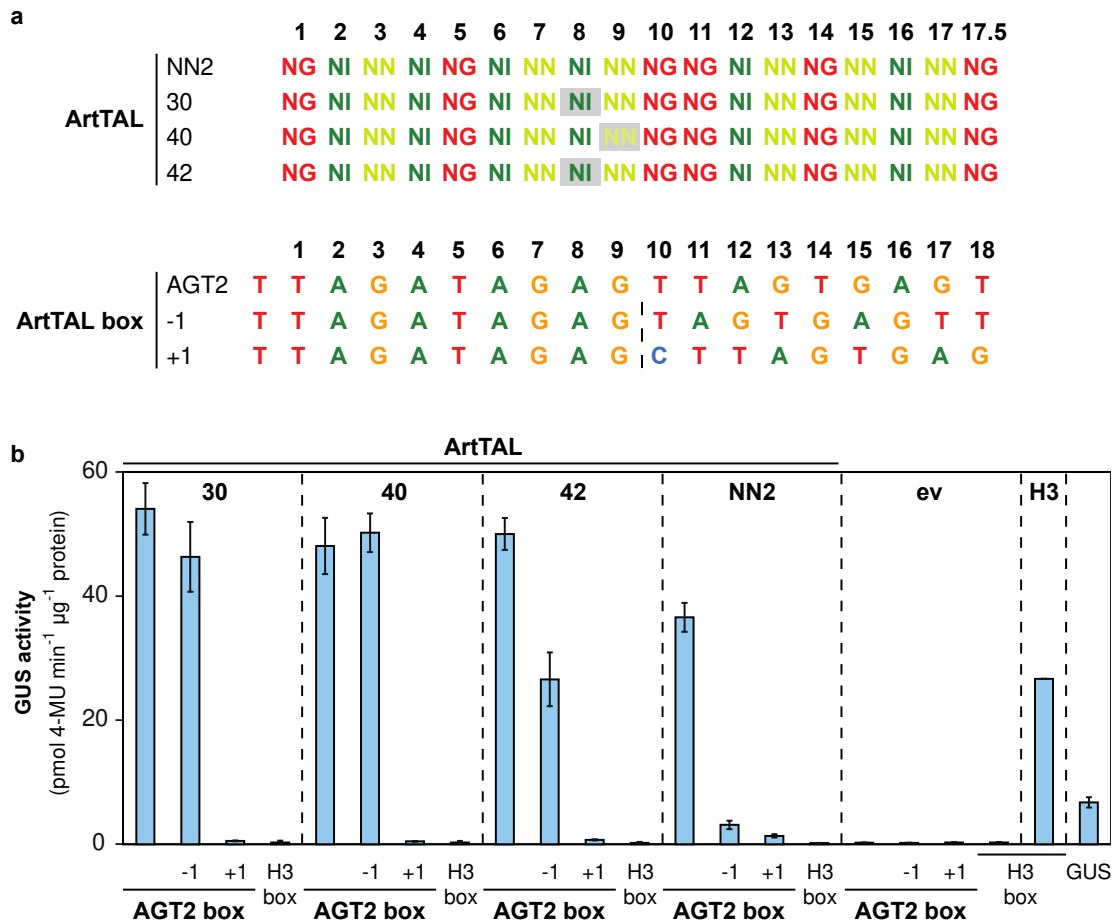 a
1 2 3 4 5 6 7 8 9 10 11 12 13 14 15 16 17 17.5
NN2 NG NI NN NI NG NI NN NI NN NG NG NI NN NG NN NI NN NG
30 NG NI NN NI NG NI NN NI NN NG NG NI NN NG NN NI NN NG
ArtTAL
40 NG NI NN NI NG NI NN NI NN NG NG NI NN NG NN NI NN NG
42 NG NI NN NI NG NI NN NI NN NG NG NI NN NG NN NI NN NG
1 2 3 4 5 6 7 8 9 10 11 12 13 14 15 16 17 18
AGT2 T T A G A T A G A G T T A G T G A G T
ArtTAL box -1 T T A G A T A G A G T A G T G A G T T
+1 T T A G A T A G A G C T T A G T G A G
b
ArtTAL
30 40 42 NN2 ev H3
60
40
20
0
GUS activity
(pmol 4-MU min-1 µg-1 protein)
-1 +1 H3 box -1 +1 H3 box -1 +1 H3 box -1 +1 H3 box -1 +1 H3 box GUS
AGT2 box AGT2 box AGT2 box AGT2 box AGT2 box